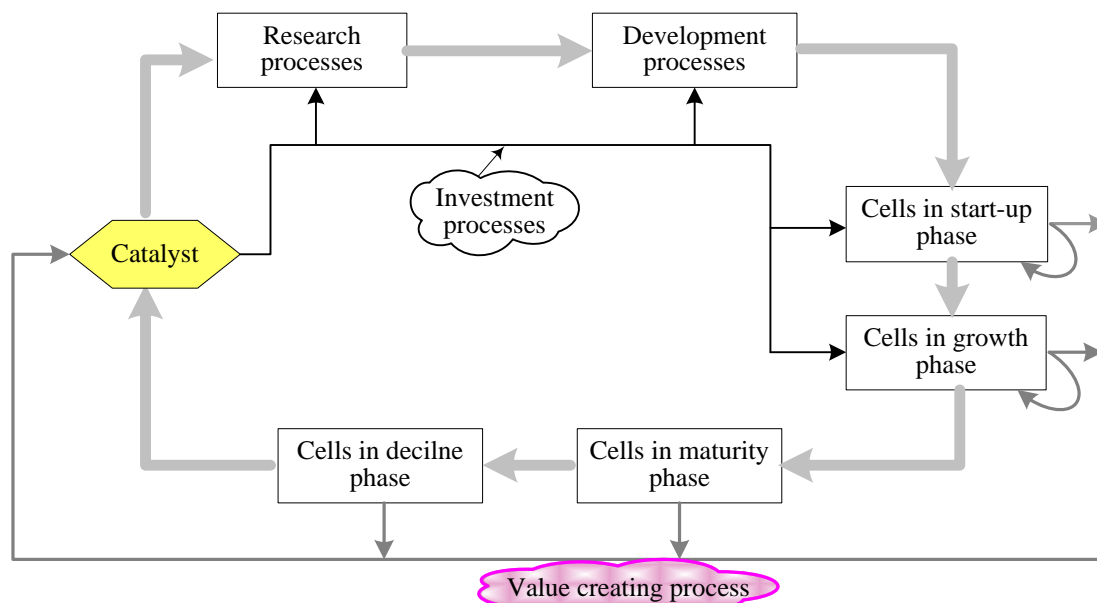 Research
processes
Development
processes
Investment
processes
Cells in start-up
phase
Catalyst
Cells in growth
phase
Cells in decilne
phase
Cells in maturity
phase
Value creating process